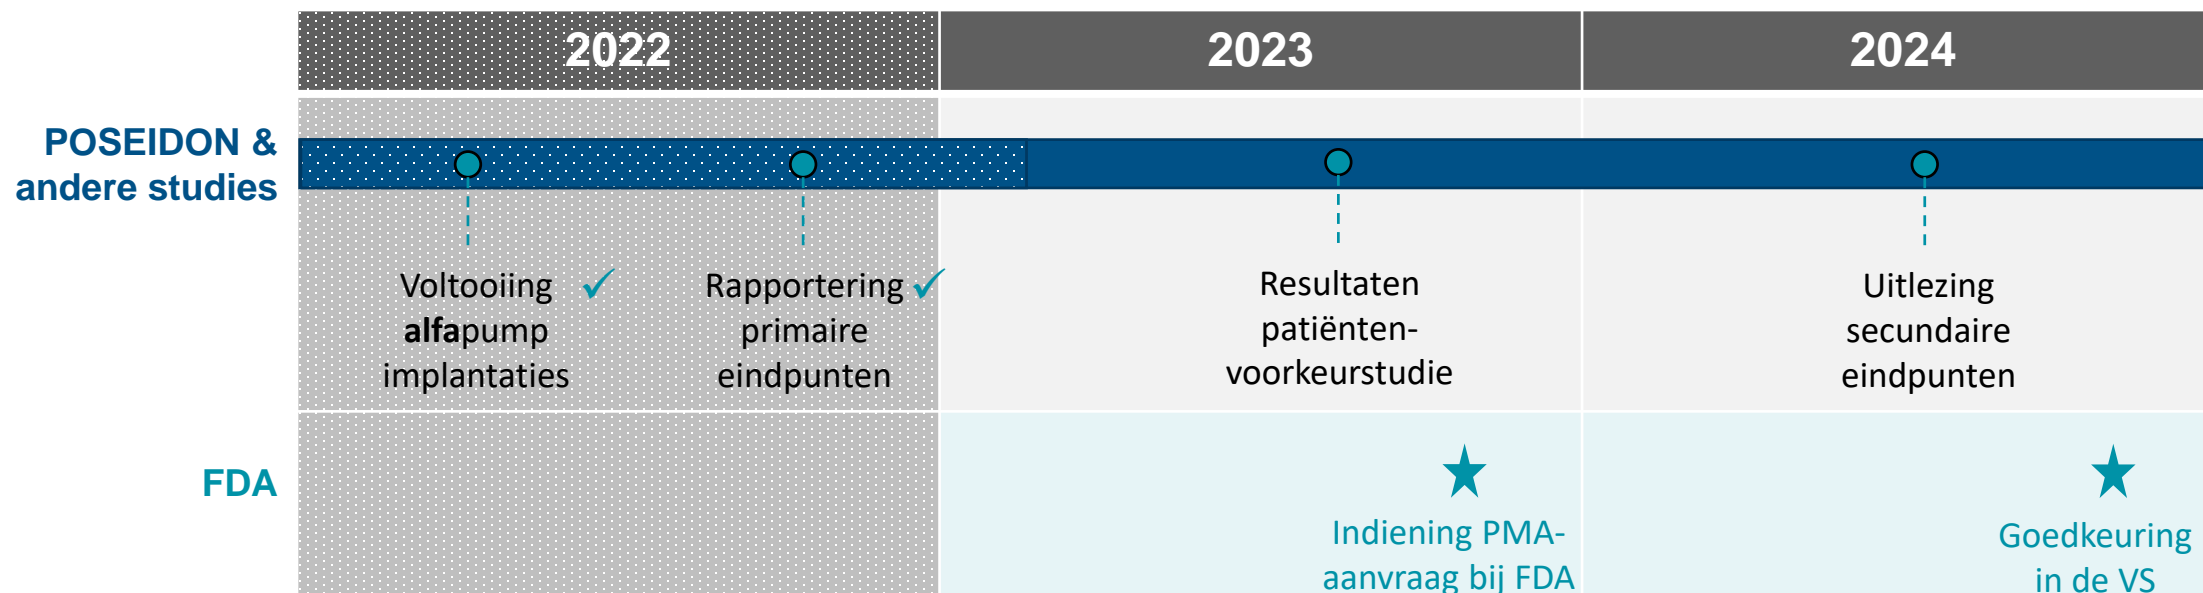 2022
2023
2024
POSEIDON &
andere studies
Voltooiing ✓
alfapump
implantaties
Rapportering ✓
primaire
eindpunten
Resultaten
patiënten-
voorkeurstudie
Uitlezing
secundaire
eindpunten
FDA
Indiening PMA-
aanvraag bij FDA
Goedkeuring
in de VS